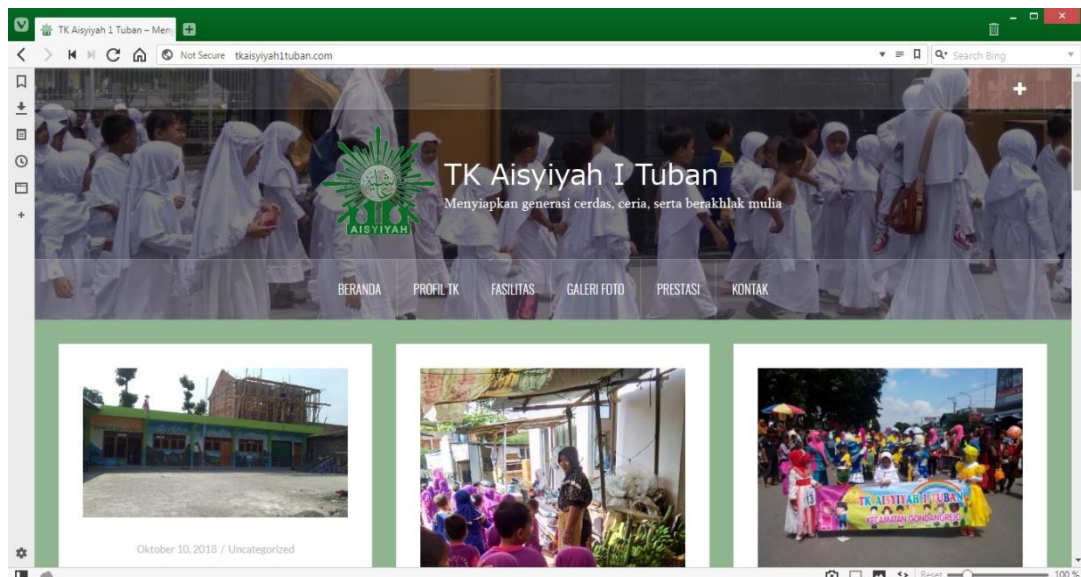 TK Aisyiyah 1 Tuban – Men
Not Secure tkaisyiyah1tuban.com
Search Bing
AISYIYAH
TK Aisyiyah I Tuban
Menyiapkan generasi cerdas, ceria, serta berakhlak mulia
BERANDA PROFIL TK FASILITAS GALERI FOTO PRESTASI KONTAK
13
TK AISYIYAH I TUBAN
KECAMATAN GONDANGREJO
Oktober 10, 2018 / Uncategorized
Reset 100 %